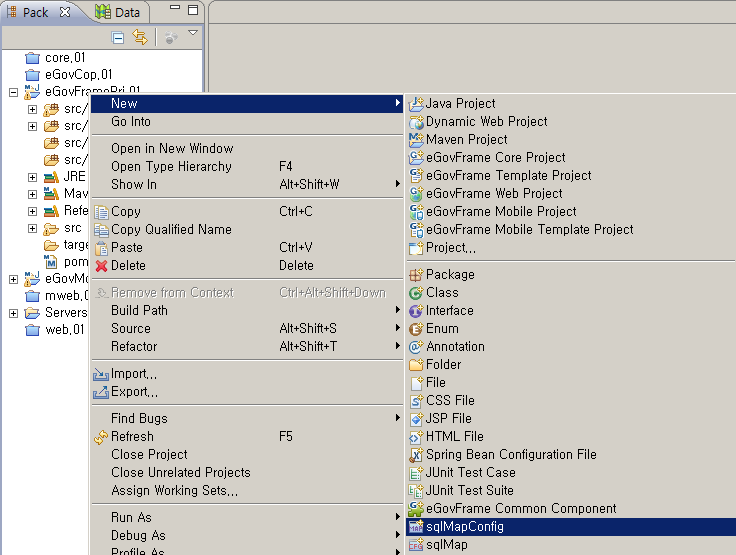 Pack
Data
core,01
eGovCop,01
eGovFramePrj,01
src/
src/
src/
src/
JRE
Mav
Refe
src
targe
pom
eGovMo
mweb,0
Servers
web,01
New
Go Into
Open in New Window
Open Type Hierarchy F4
Show In Alt+Shift+W
Copy Ctrl+C
Copy Qualified Name
Paste Ctrl+V
Delete Delete
Remove from Context Ctrl+Alt+Shift+Down
Build Path
Source Alt+Shift+S
Refactor Alt+Shift+T
Import,,,
Export,,,
Find Bugs
Refresh F5
Close Project
Close Unrelated Projects
Assign Working Sets,,,
Run As
Debug As
Profile As
Java Project
Dynamic Web Project
Maven Project
eGovFrame Core Project
eGovFrame Template Project
eGovFrame Web Project
eGovFrame Mobile Project
eGovFrame Mobile Template Project
Project,,,
Package
Class
Interface
Enum
Annotation
Folder
File
CSS File
JSP File
HTML File
Spring Bean Configuration File
JUnit Test Case
JUnit Test Suite
eGovFrame Common Component
sqlMapConfig
sqlMap